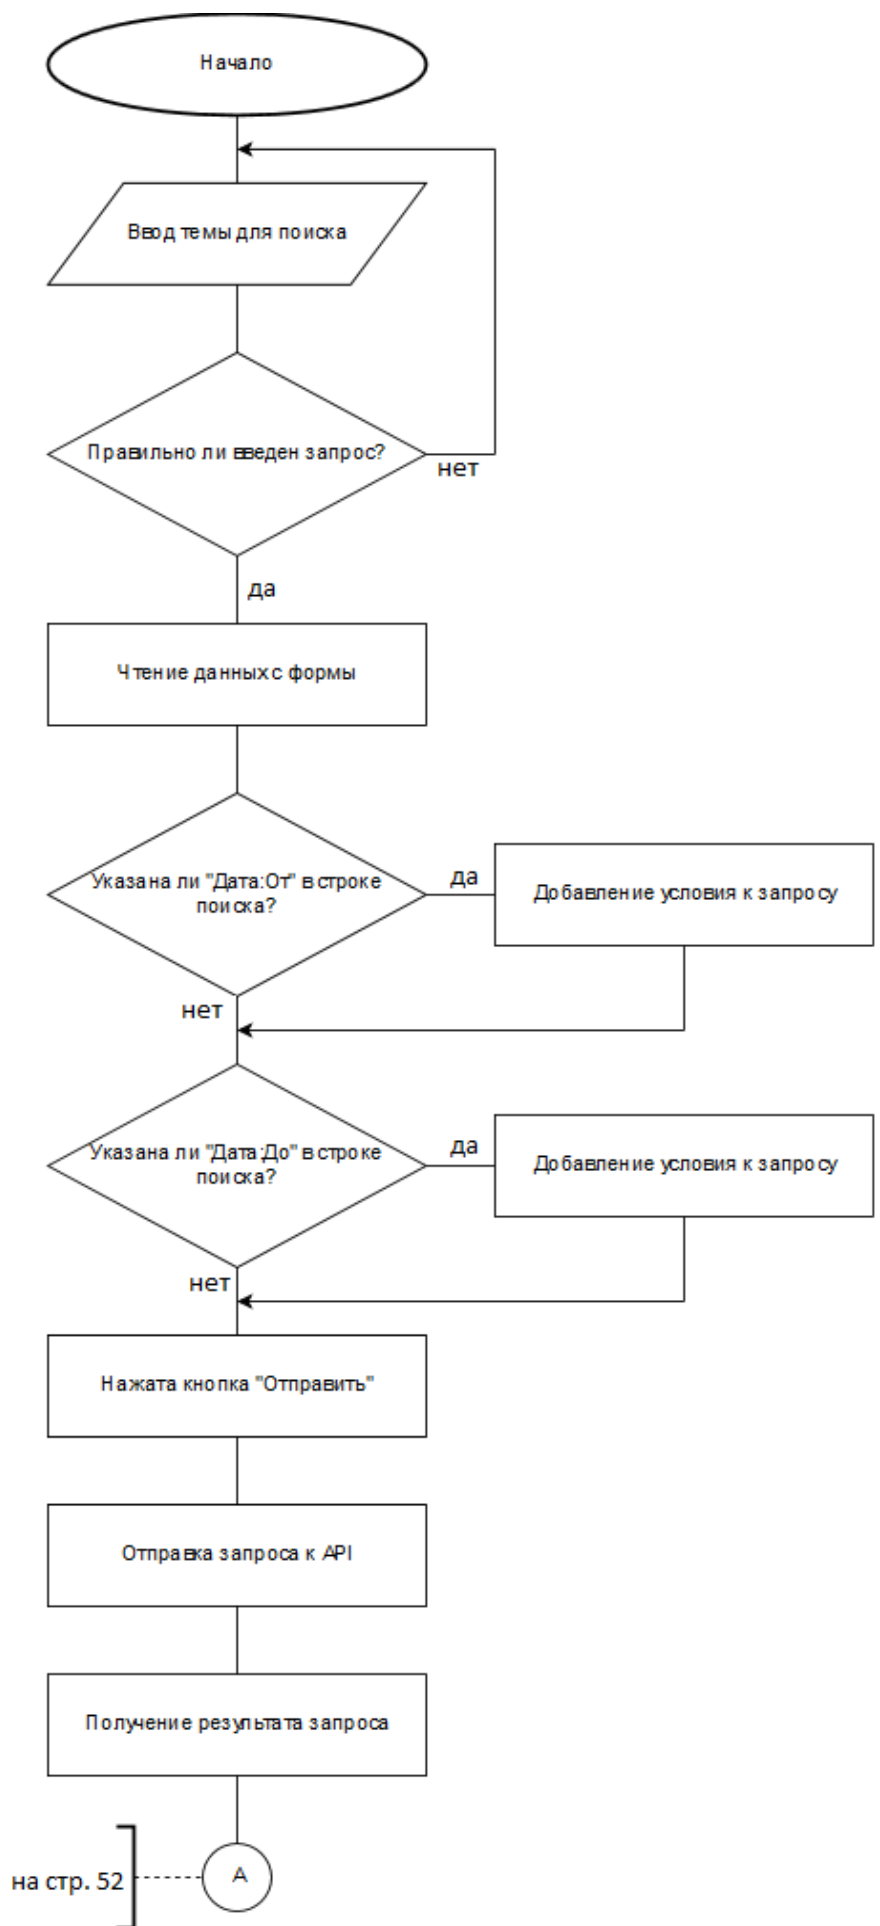 Начало
Ввод темы для поиска
Правильно ли введен запрос?
нет
да
Чтение данных с формы
Указана ли "Дата:От" в строке
поиска?
да
Добавление условия к запросу
нет
Указана ли "Дата:До" в строке
поиска?
да
Добавление условия к запросу
нет
Нажата кнопка "Отправить"
Отправка запроса к API
Получение результата запроса
на стр. 52
А